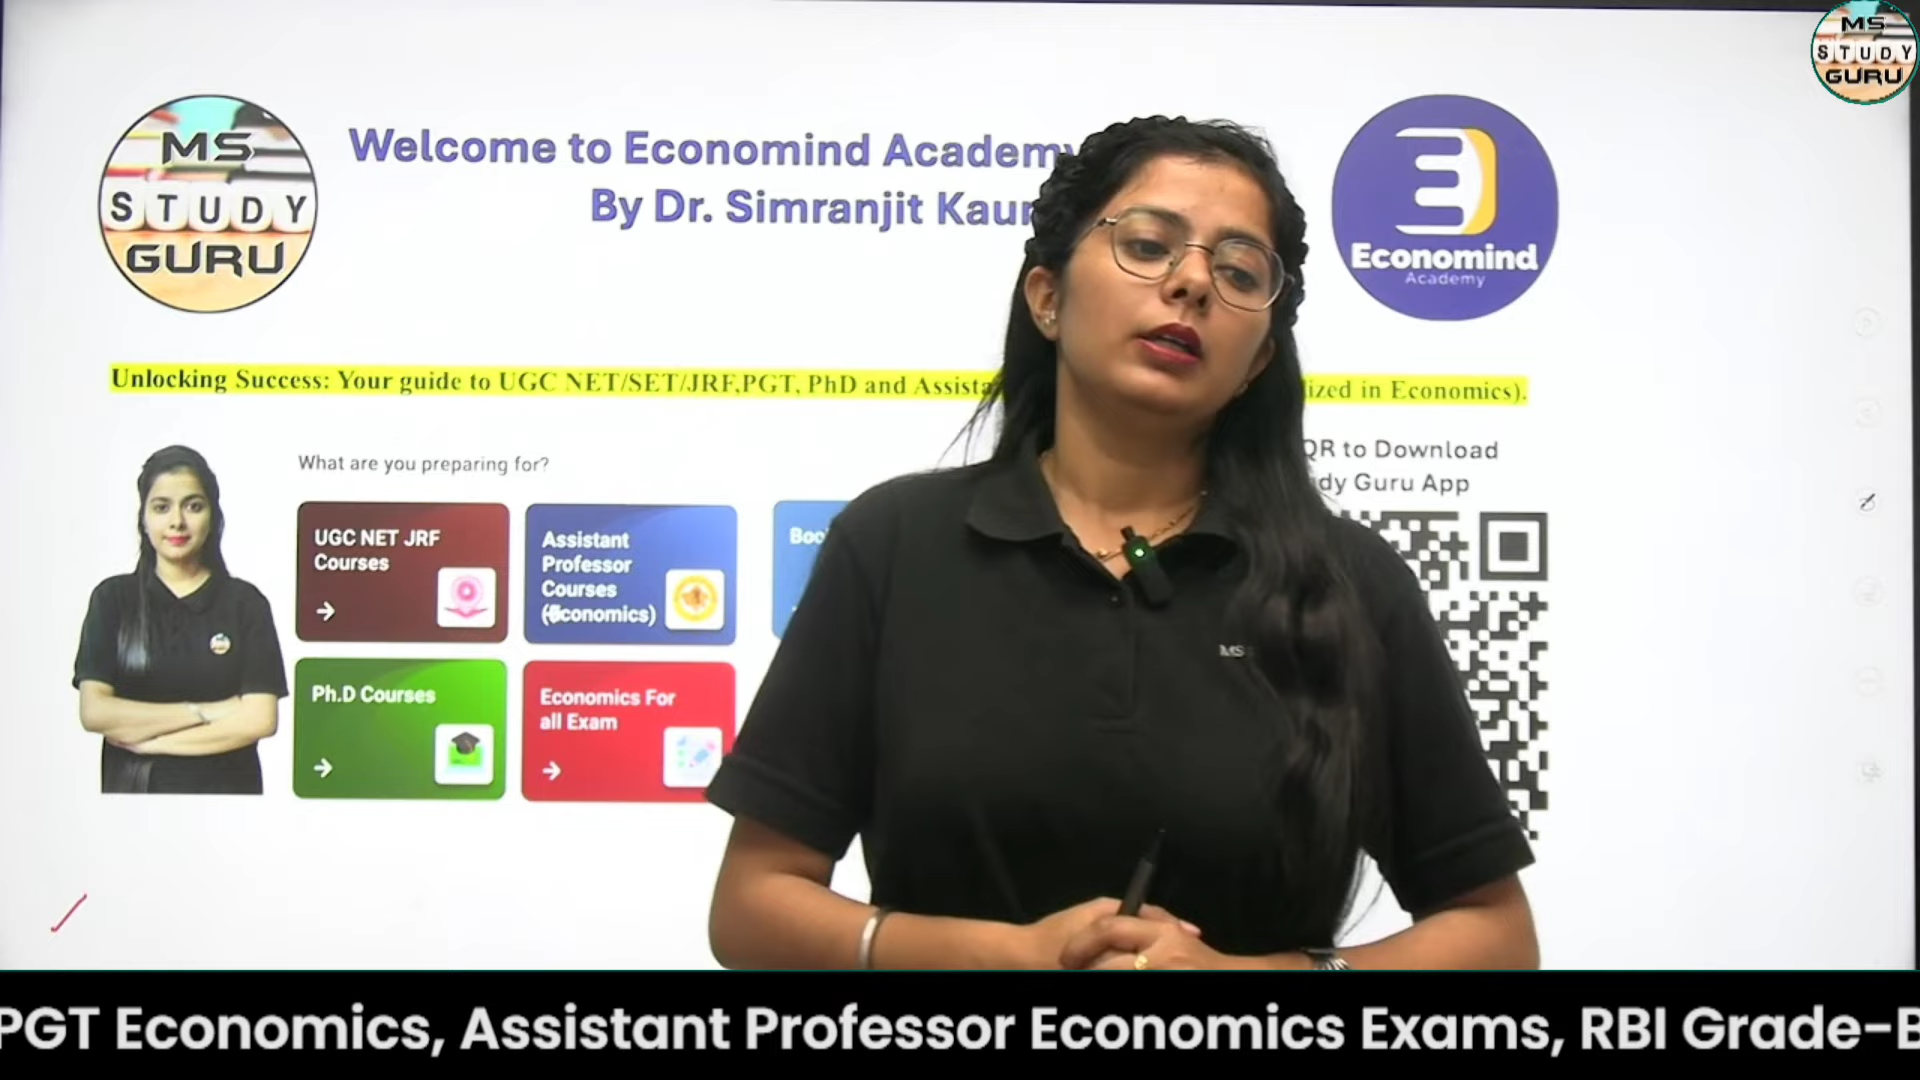 MS
STUDY
GURU
MS
STUDY
GURU
Welcome to Economind Academy
By Dr. Simranjit Kaur
Economind
Academy
Unlocking Success: Your guide to UGC NET/SET/JRF,PGT, PhD and Assista
ized in Economics).
What are you preparing for?
QR to Download
dy Guru App
UGC NET JRF
Courses
Assistant
Professor
Courses
(Economics)
Boo
Ph.D Courses
Economics For
all Exam
MS
PGT Economics, Assistant Professor Economics Exams, RBI Grade-B